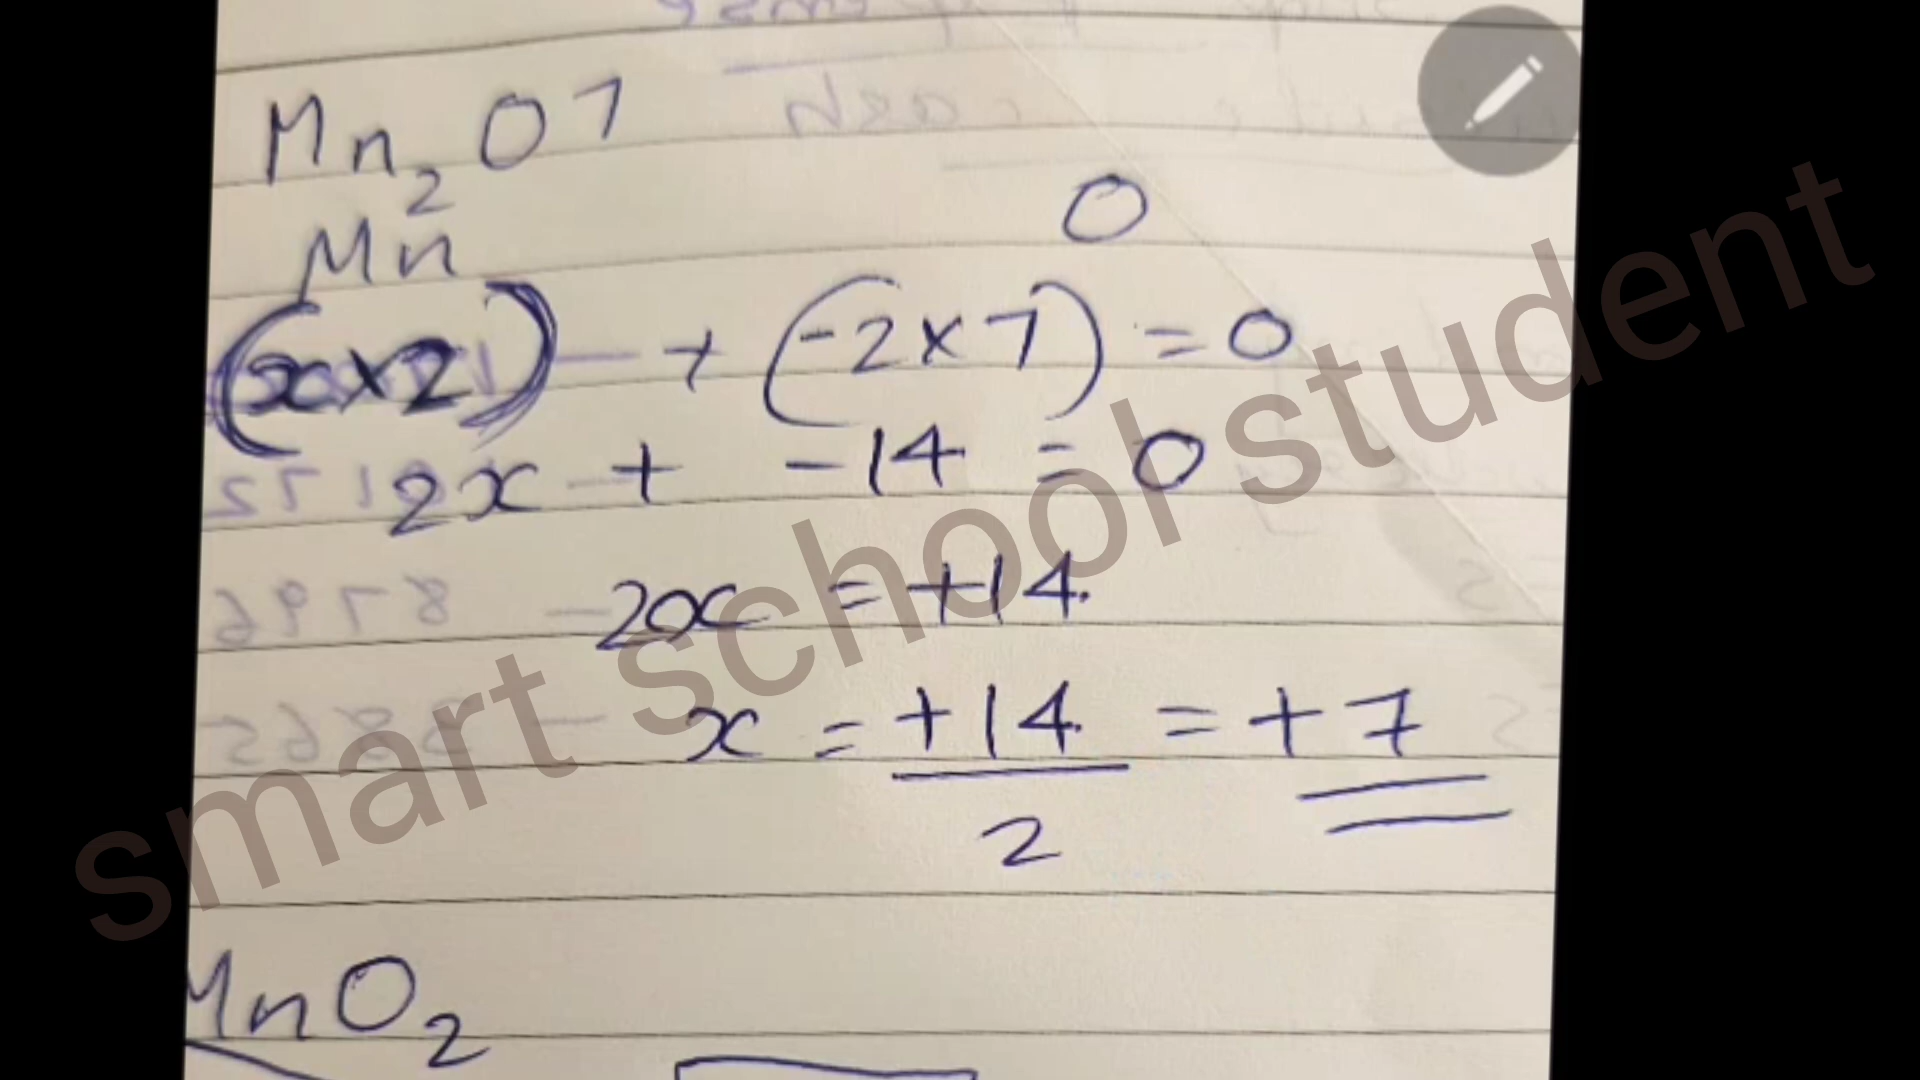 Mn₂O7
Mn O
(x×2) + (-2×7) = 0
2x + -14 = 0
2x = +14
x = +14/2 = +7
MnO₂
smart school student